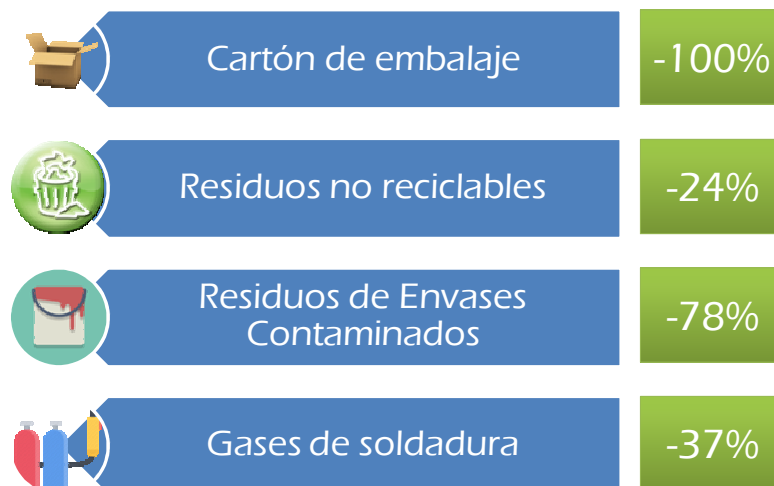 Cartón de embalaje
-100%
Residuos no reciclables
-24%
Residuos de Envases
Contaminados
-78%
Gases de soldadura
-37%